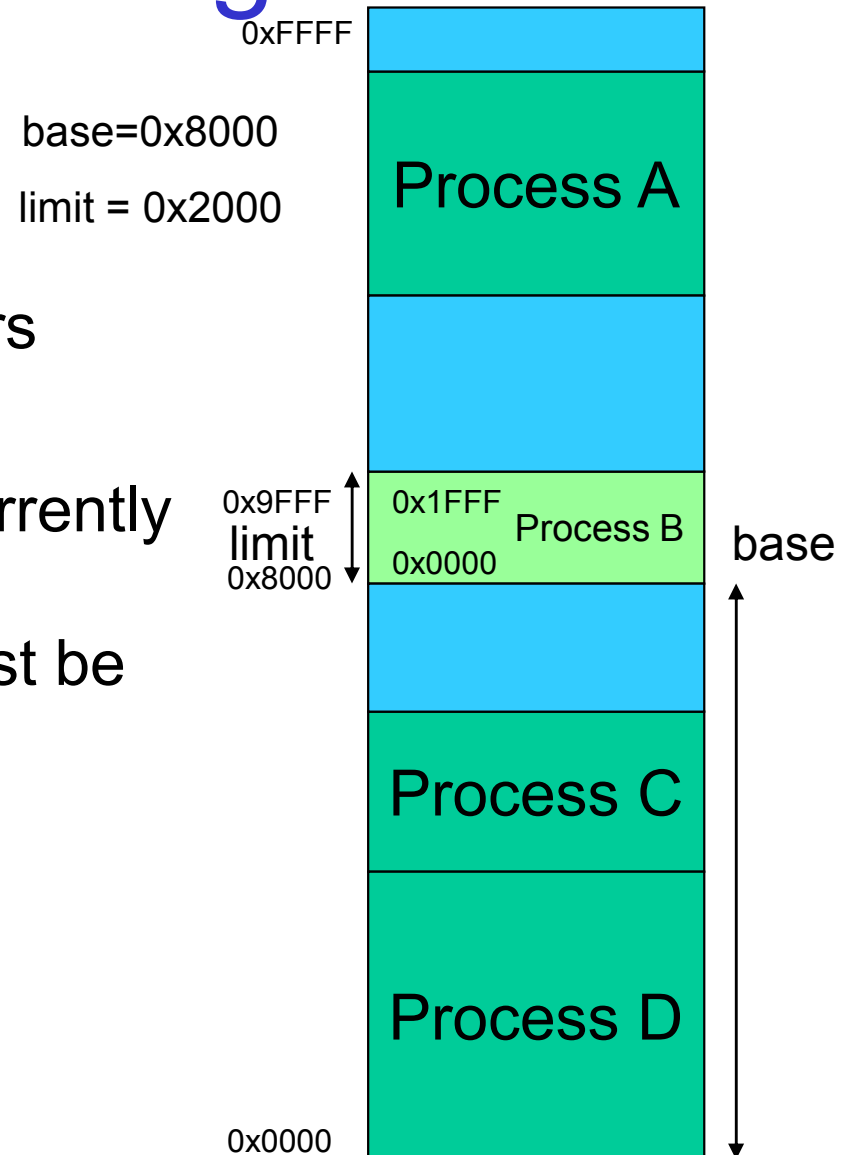 g
0xFFFF
base=0x8000
limit = 0x2000
Process A
rs
rrently
0x9FFF
limit
0x8000
0x1FFF
Process B
0x0000
base
st be
Process C
Process D
0x0000